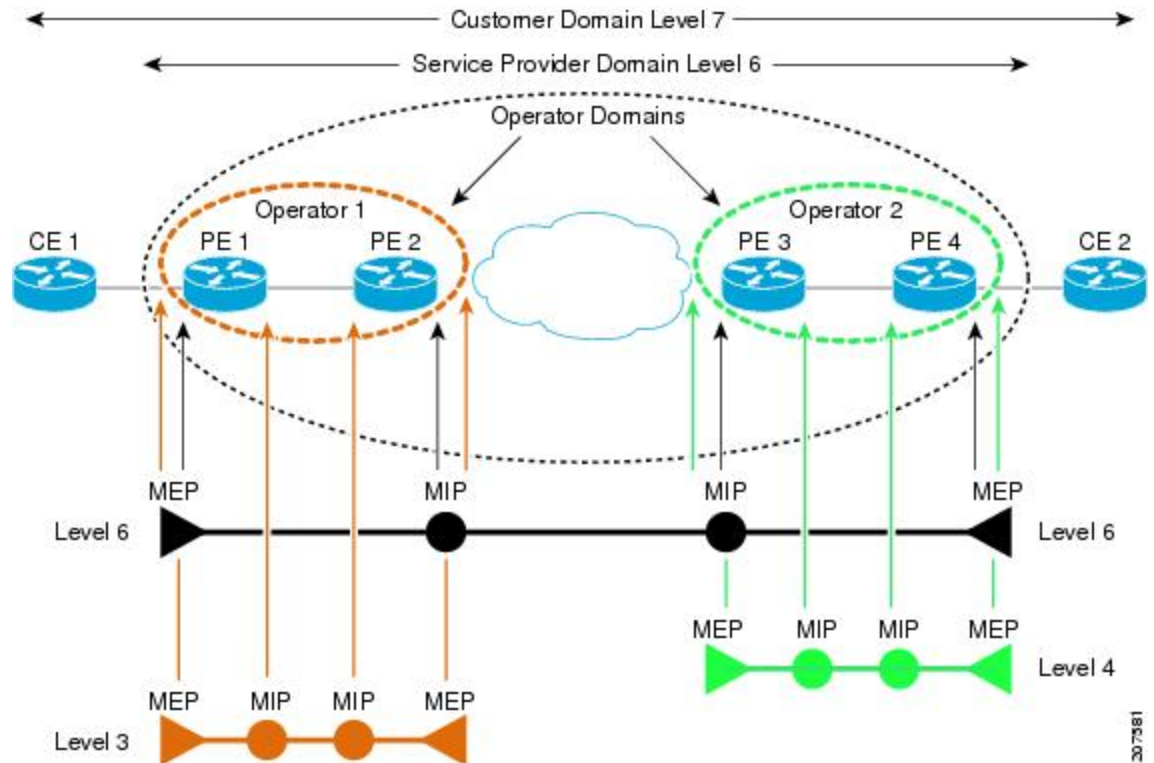 Customer Domain Level 7
Service Provider Domain Level 6
Operator Domains
Operator 1
Operator 2
CE 1
PE 1
PE 2
PE 3
PE 4
CE 2
MEP
MIP
MIP
MEP
Level 6
Level 6
MEP
MIP
MIP
MEP
Level 4
MEP
MIP
MIP
MEP
Level 3
207581